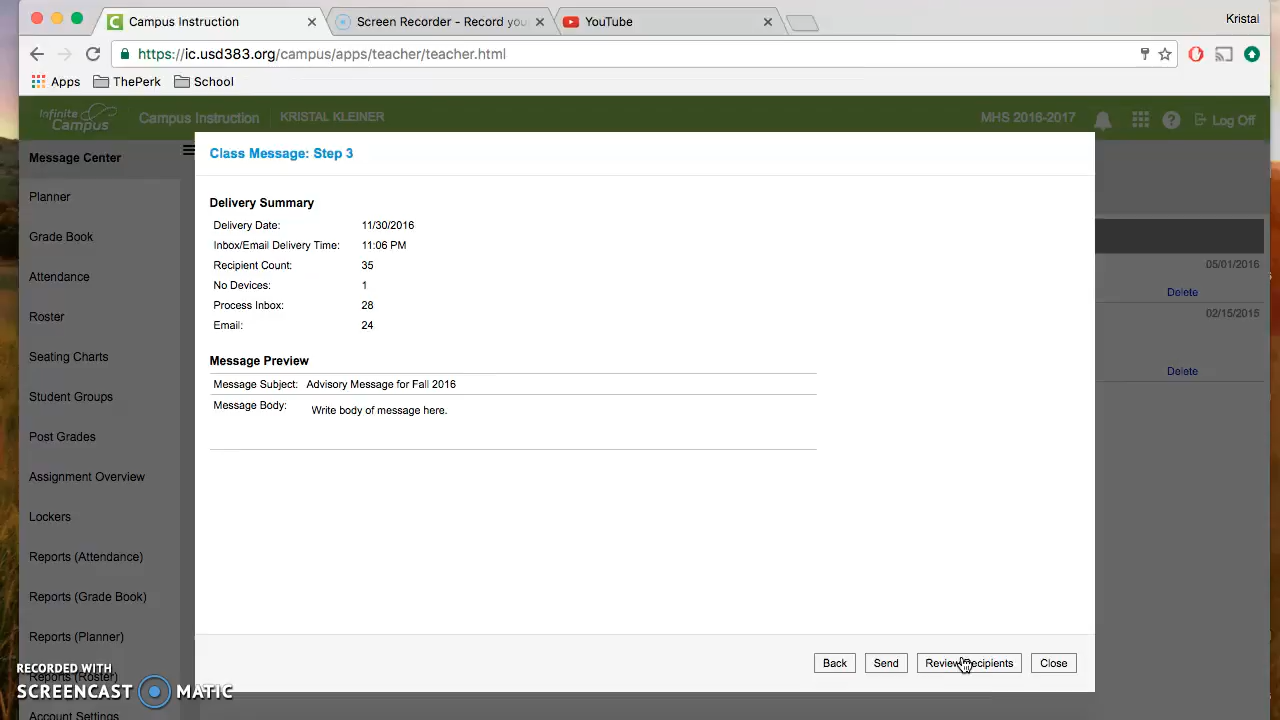 Campus Instruction
Screen Recorder - Record you
YouTube
Kristal
https://ic.usd383.org/campus/apps/teacher/teacher.html
Apps ThePerk School
Infinite Campus
Campus Instruction
KRISTAL KLEINER
MHS 2016-2017
Log Off
Message Center
Planner
Grade Book
Attendance
Roster
Seating Charts
Student Groups
Post Grades
Assignment Overview
Lockers
Reports (Attendance)
Reports (Grade Book)
Reports (Planner)
Reports (Roster)
Account Settings
Class Message: Step 3
Delivery Summary
Delivery Date: 11/30/2016
Inbox/Email Delivery Time: 11:06 PM
Recipient Count: 35
No Devices: 1
Process Inbox: 28
Email: 24
Message Preview
Message Subject: Advisory Message for Fall 2016
Message Body: Write body of message here.
Back Send Review Recipients Close
05/01/2016
Delete
02/15/2015
Delete
RECORDED WITH
SCREENCAST MATIC